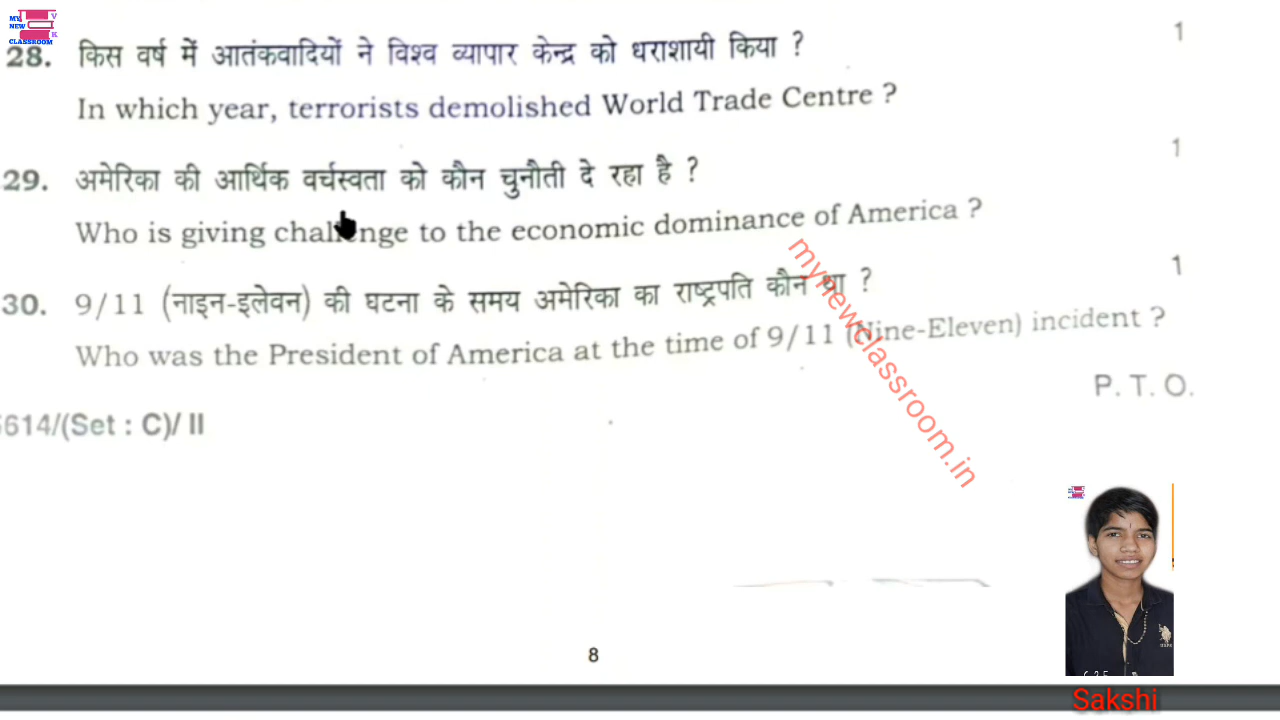 MY
NEW
CLASSROOM
V
K
28. किस वर्ष में आतंकवादियों ने विश्व व्यापार केन्द्र को धराशायी किया ? 1
In which year, terrorists demolished World Trade Centre ?
29. अमेरिका की आर्थिक वर्चस्वता को कौन चुनौती दे रहा है ? 1
Who is giving challenge to the economic dominance of America ?
30. 9/11 (नाइन-इलेवन) की घटना के समय अमेरिका का राष्ट्रपति कौन था ? 1
Who was the President of America at the time of 9/11 (Nine-Eleven) incident ?
mynewclassroom.in
P. T. O.
614/(Set : C)/ II
8
Sakshi